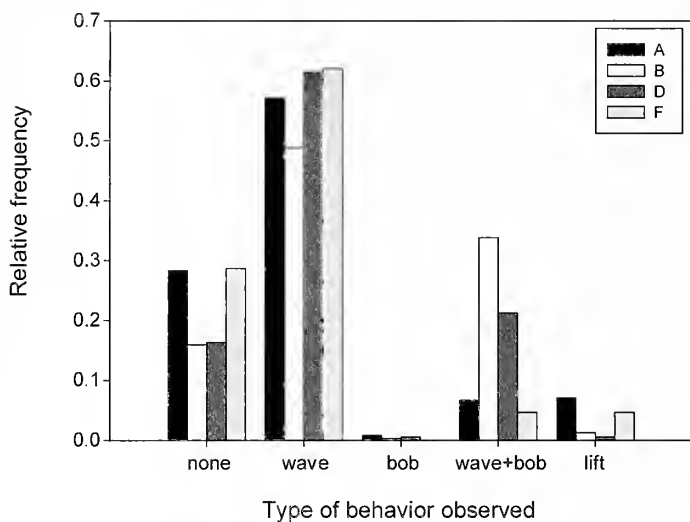 0.7
0.6
0.5
0.4
0.3
0.2
0.1
0.0
Relative frequency
A
B
D
F
none wave bob wave+bob lift
Type of behavior observed